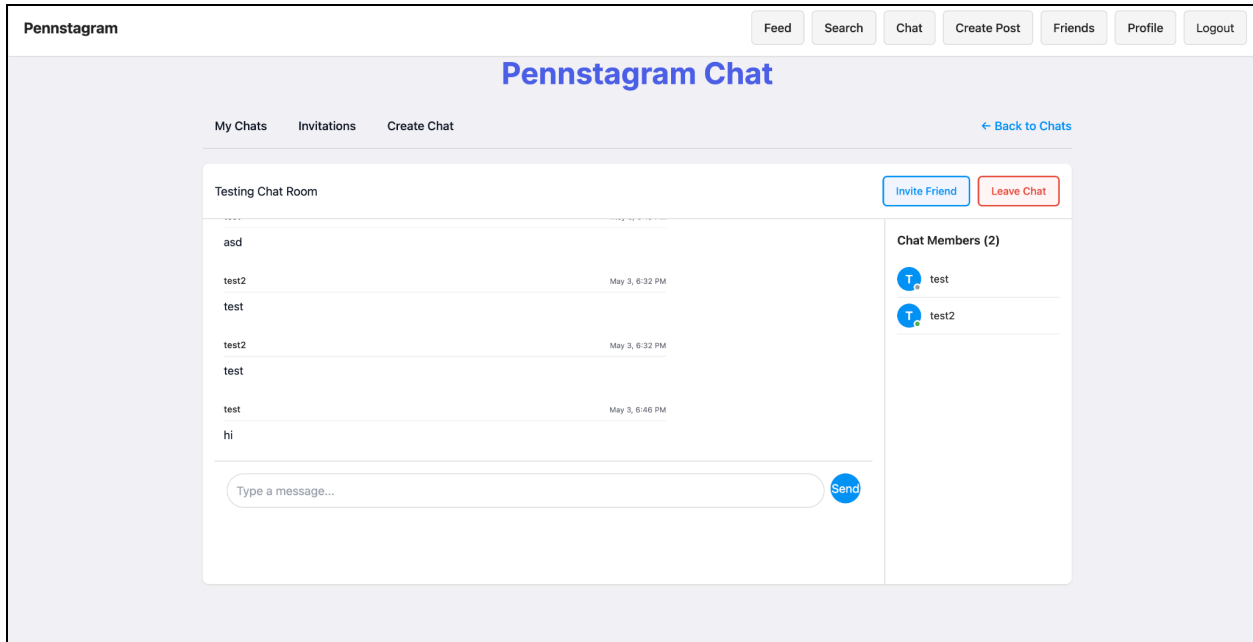 Pennstagram Feed Search Chat Create Post Friends Profile Logout
Pennstagram Chat
My Chats Invitations Create Chat ← Back to Chats
Testing Chat Room Invite Friend Leave Chat
asd
Chat Members (2)
test2 May 3, 6:32 PM
T test
test
T test2
test2 May 3, 6:32 PM
test
test May 3, 6:46 PM
hi
Type a message... Send